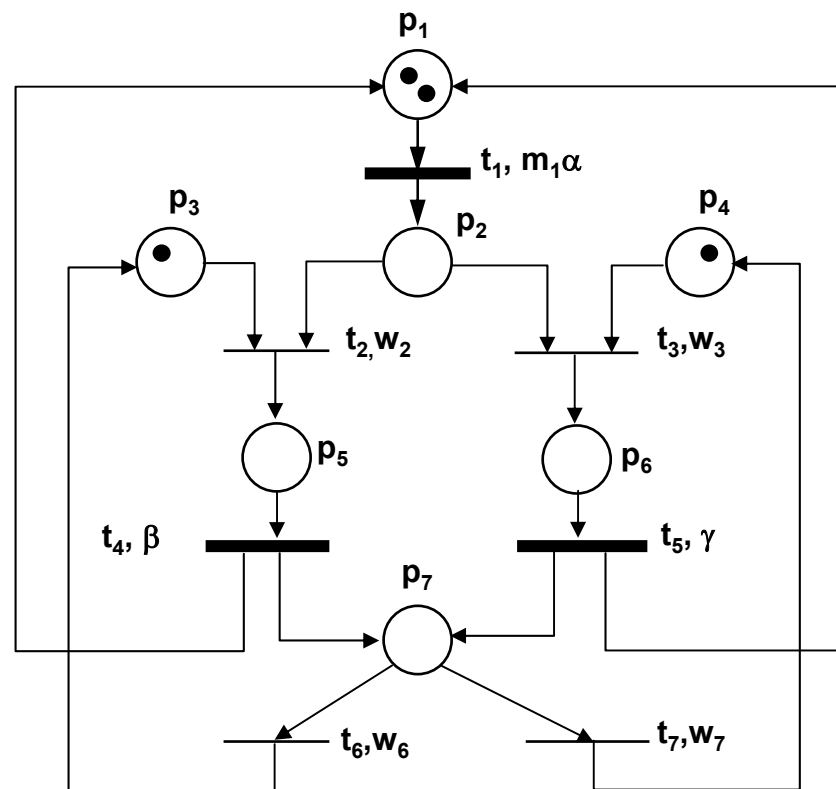 p₁
t₁, m₁α
p₃
p₂
p₄
t₂,w₂
t₃,w₃
p₅
p₆
t₄, β
t₅, γ
p₇
t₆,w₆
t₇,w₇